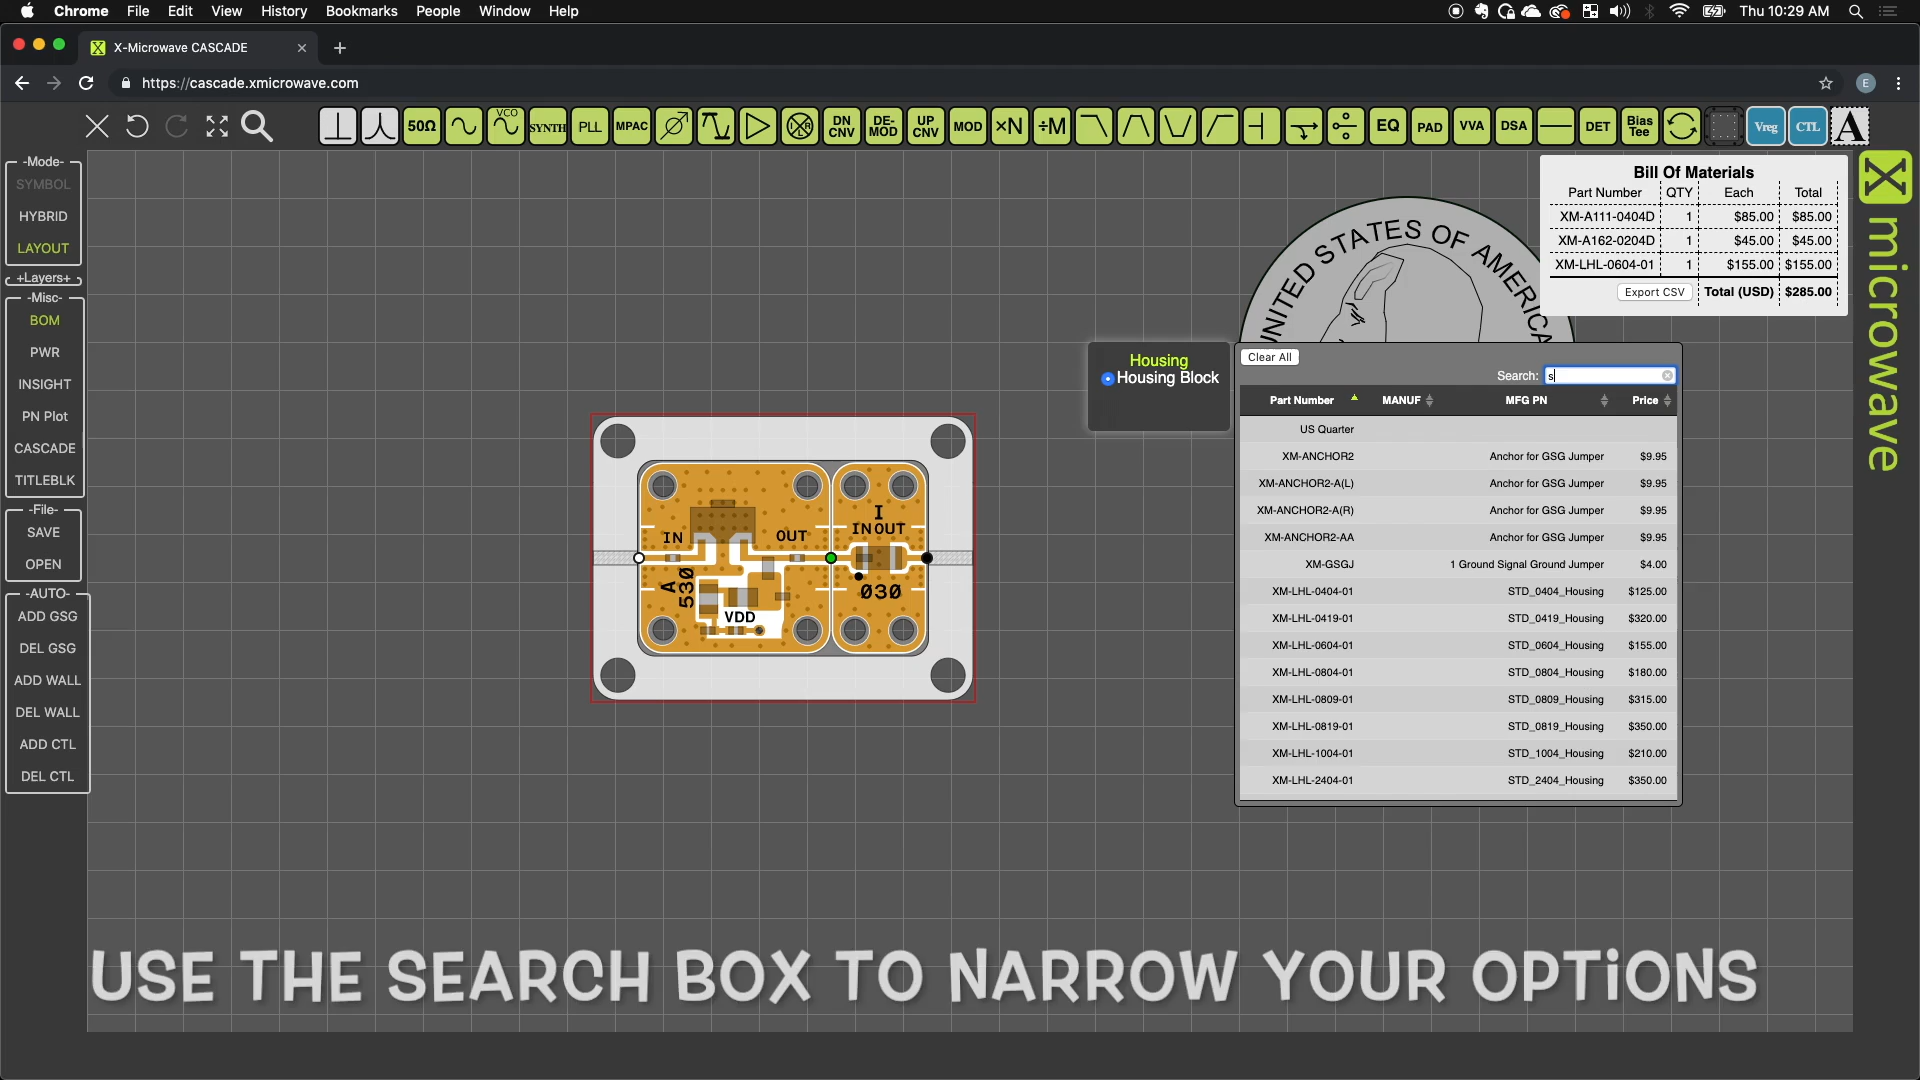 Chrome File Edit View History Bookmarks People Window Help
Thu 10:29 AM
X-Microwave CASCADE
https://cascade.xmicrowave.com
E
50Ω VCO SYNTH PLL MPAC DN CNV DE-MOD UP CNV MOD ×N ÷M EQ PAD VVA DSA DET Bias Tee Vreg CTL A
-Mode-
SYMBOL
HYBRID
LAYOUT
+Layers+
-Misc-
BOM
PWR
INSIGHT
PN Plot
CASCADE
TITLEBLK
-File-
SAVE
OPEN
-AUTO-
ADD GSG
DEL GSG
ADD WALL
DEL WALL
ADD CTL
DEL CTL
IN OUT
A 530
VDD
I
IN OUT
030
UNITED STATES OF AMERICA
Bill Of Materials
Part Number QTY Each Total
XM-A111-0404D 1 $85.00 $85.00
XM-A162-0204D 1 $45.00 $45.00
XM-LHL-0604-01 1 $155.00 $155.00
Export CSV Total (USD) $285.00
X microwave
Housing
Housing Block
Clear All
Search: s
Part Number MANUF MFG PN Price
US Quarter
XM-ANCHOR2 Anchor for GSG Jumper $9.95
XM-ANCHOR2-A(L) Anchor for GSG Jumper $9.95
XM-ANCHOR2-A(R) Anchor for GSG Jumper $9.95
XM-ANCHOR2-AA Anchor for GSG Jumper $9.95
XM-GSGJ 1 Ground Signal Ground Jumper $4.00
XM-LHL-0404-01 STD_0404_Housing $125.00
XM-LHL-0419-01 STD_0419_Housing $320.00
XM-LHL-0604-01 STD_0604_Housing $155.00
XM-LHL-0804-01 STD_0804_Housing $180.00
XM-LHL-0809-01 STD_0809_Housing $315.00
XM-LHL-0819-01 STD_0819_Housing $350.00
XM-LHL-1004-01 STD_1004_Housing $210.00
XM-LHL-2404-01 STD_2404_Housing $350.00
USE THE SEARCH BOX TO NARROW YOUR OPTiONS